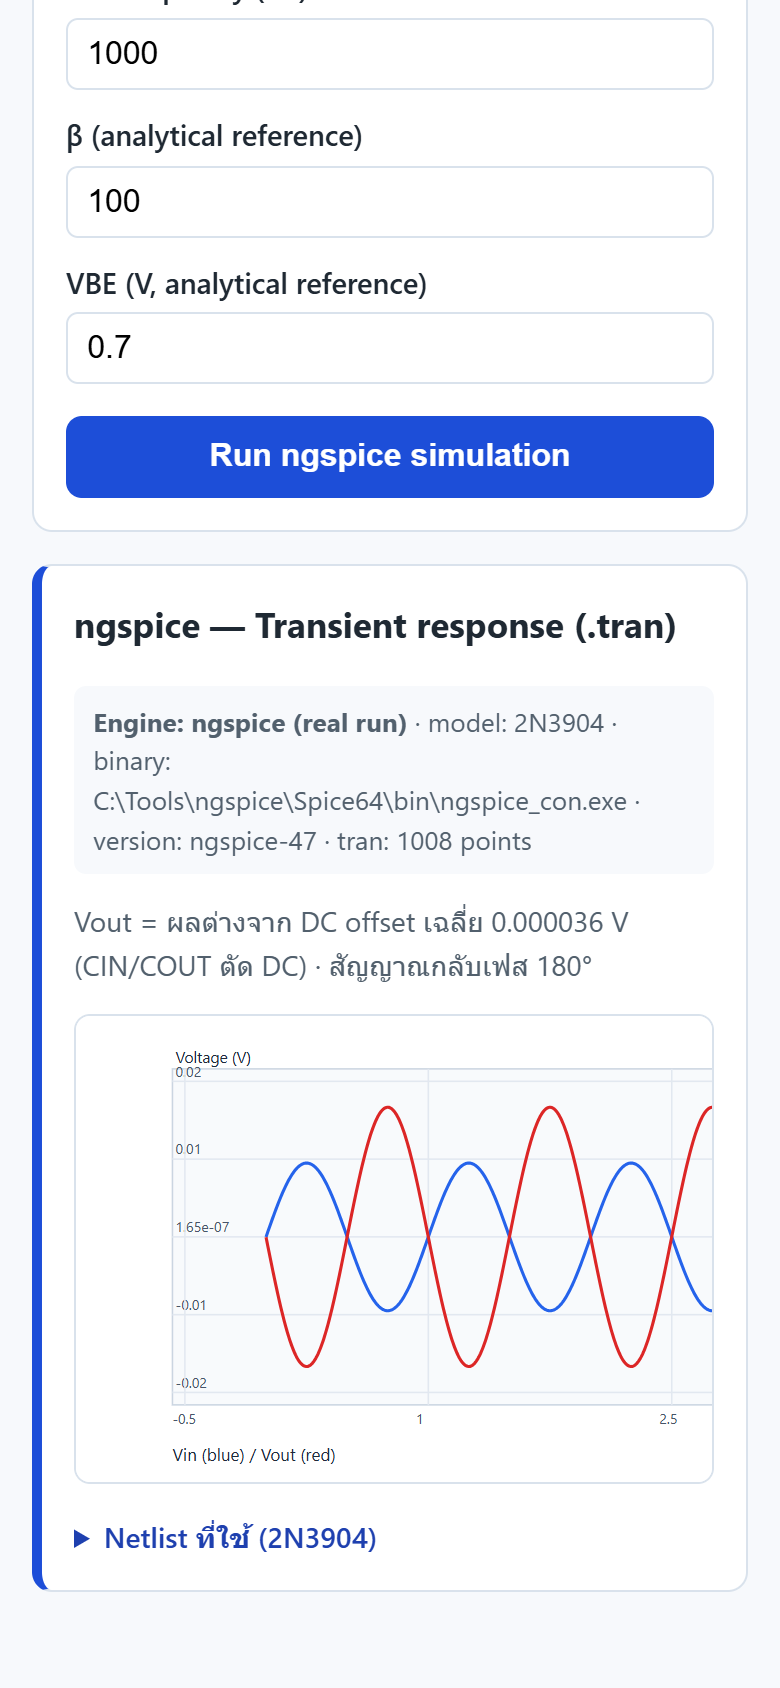 1000
β (analytical reference)
100
VBE (V, analytical reference)
0.7
Run ngspice simulation
ngspice — Transient response (.tran)
Engine: ngspice (real run) · model: 2N3904 ·
binary:
C:\Tools\ngspice\Spice64\bin\ngspice_con.exe ·
version: ngspice-47 · tran: 1008 points
Vout = ผลต่างจาก DC offset เฉลี่ย 0.000036 V
(CIN/COUT ตัด DC) · สัญญาณกลับเฟส 180°
Voltage (V)
0.02
0.01
1.65e-07
-0.01
-0.02
-0.5 1 2.5
Vin (blue) / Vout (red)
Netlist ที่ใช้ (2N3904)